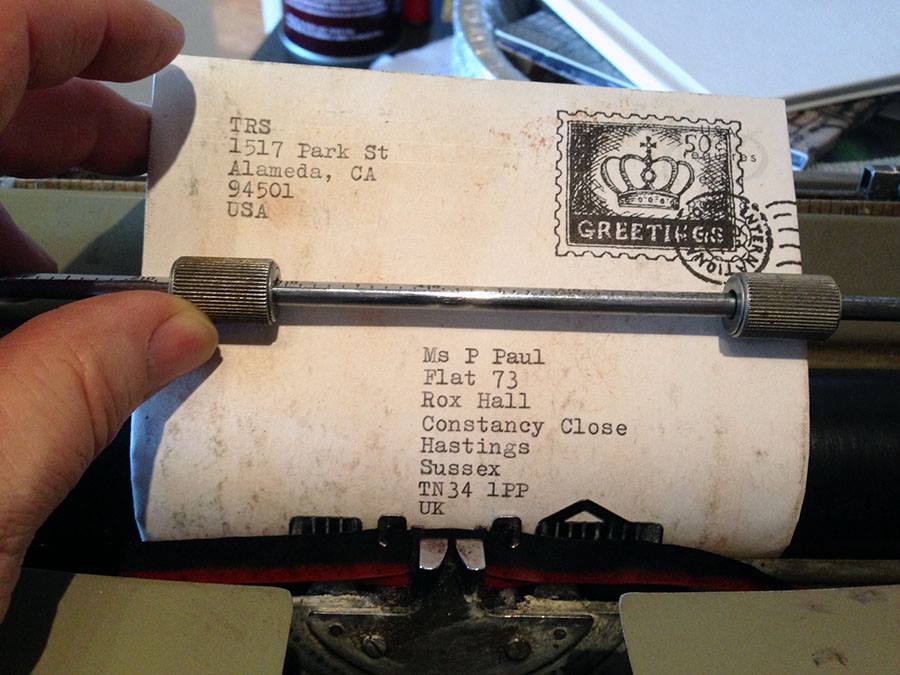 TRS
1517 Park St
Alameda, CA
94501
USA
50
GREETINGS
INTERNATION
Ms P Paul
Flat 73
Rox Hall
Constancy Close
Hastings
Sussex
TN34 1PP
UK